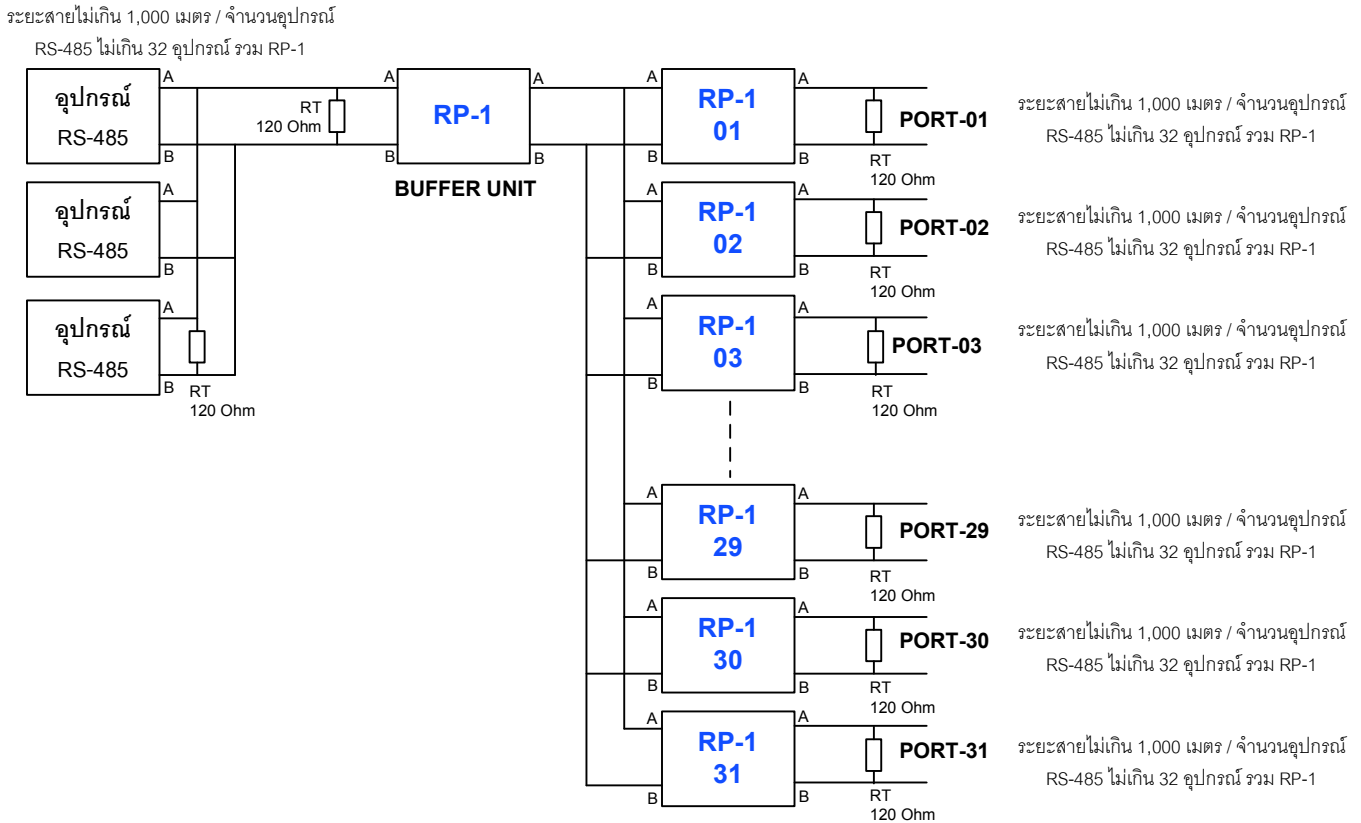 ระยะสายไม่เกิน 1,000 เมตร / จำนวนอุปกรณ์
RS-485 ไม่เกิน 32 อุปกรณ์ รวม RP-1
อุปกรณ์
RS-485
A
B
อุปกรณ์
RS-485
A
B
อุปกรณ์
RS-485
A
B
RT
120 Ohm
RT
120 Ohm
A
B
RP-1
A
B
BUFFER UNIT
A
B
RP-1
01
A
B
RT
120 Ohm
PORT-01
ระยะสายไม่เกิน 1,000 เมตร / จำนวนอุปกรณ์
RS-485 ไม่เกิน 32 อุปกรณ์ รวม RP-1
A
B
RP-1
02
A
B
RT
120 Ohm
PORT-02
ระยะสายไม่เกิน 1,000 เมตร / จำนวนอุปกรณ์
RS-485 ไม่เกิน 32 อุปกรณ์ รวม RP-1
A
B
RP-1
03
A
B
RT
120 Ohm
PORT-03
ระยะสายไม่เกิน 1,000 เมตร / จำนวนอุปกรณ์
RS-485 ไม่เกิน 32 อุปกรณ์ รวม RP-1
A
B
RP-1
29
A
B
RT
120 Ohm
PORT-29
ระยะสายไม่เกิน 1,000 เมตร / จำนวนอุปกรณ์
RS-485 ไม่เกิน 32 อุปกรณ์ รวม RP-1
A
B
RP-1
30
A
B
RT
120 Ohm
PORT-30
ระยะสายไม่เกิน 1,000 เมตร / จำนวนอุปกรณ์
RS-485 ไม่เกิน 32 อุปกรณ์ รวม RP-1
A
B
RP-1
31
A
B
RT
120 Ohm
PORT-31
ระยะสายไม่เกิน 1,000 เมตร / จำนวนอุปกรณ์
RS-485 ไม่เกิน 32 อุปกรณ์ รวม RP-1